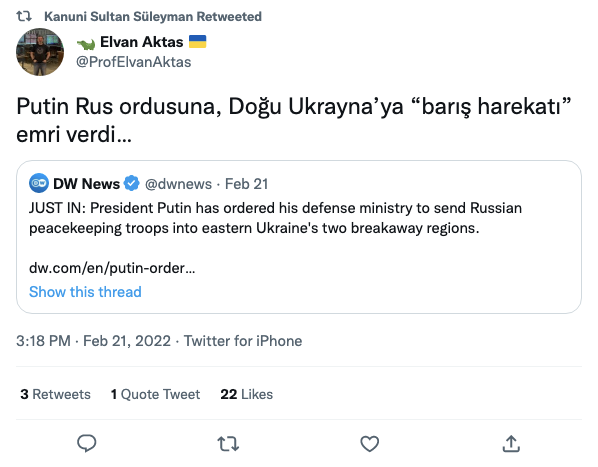 Kanuni Sultan Süleyman Retweeted
🐊 Elvan Aktas 🇺🇦
@ProfElvanAktas
Putin Rus ordusuna, Doğu Ukrayna’ya “barış harekatı”
emri verdi…
DW News @dwnews · Feb 21
JUST IN: President Putin has ordered his defense ministry to send Russian
peacekeeping troops into eastern Ukraine's two breakaway regions.
dw.com/en/putin-order…
Show this thread
3:18 PM · Feb 21, 2022 · Twitter for iPhone
3 Retweets 1 Quote Tweet 22 Likes